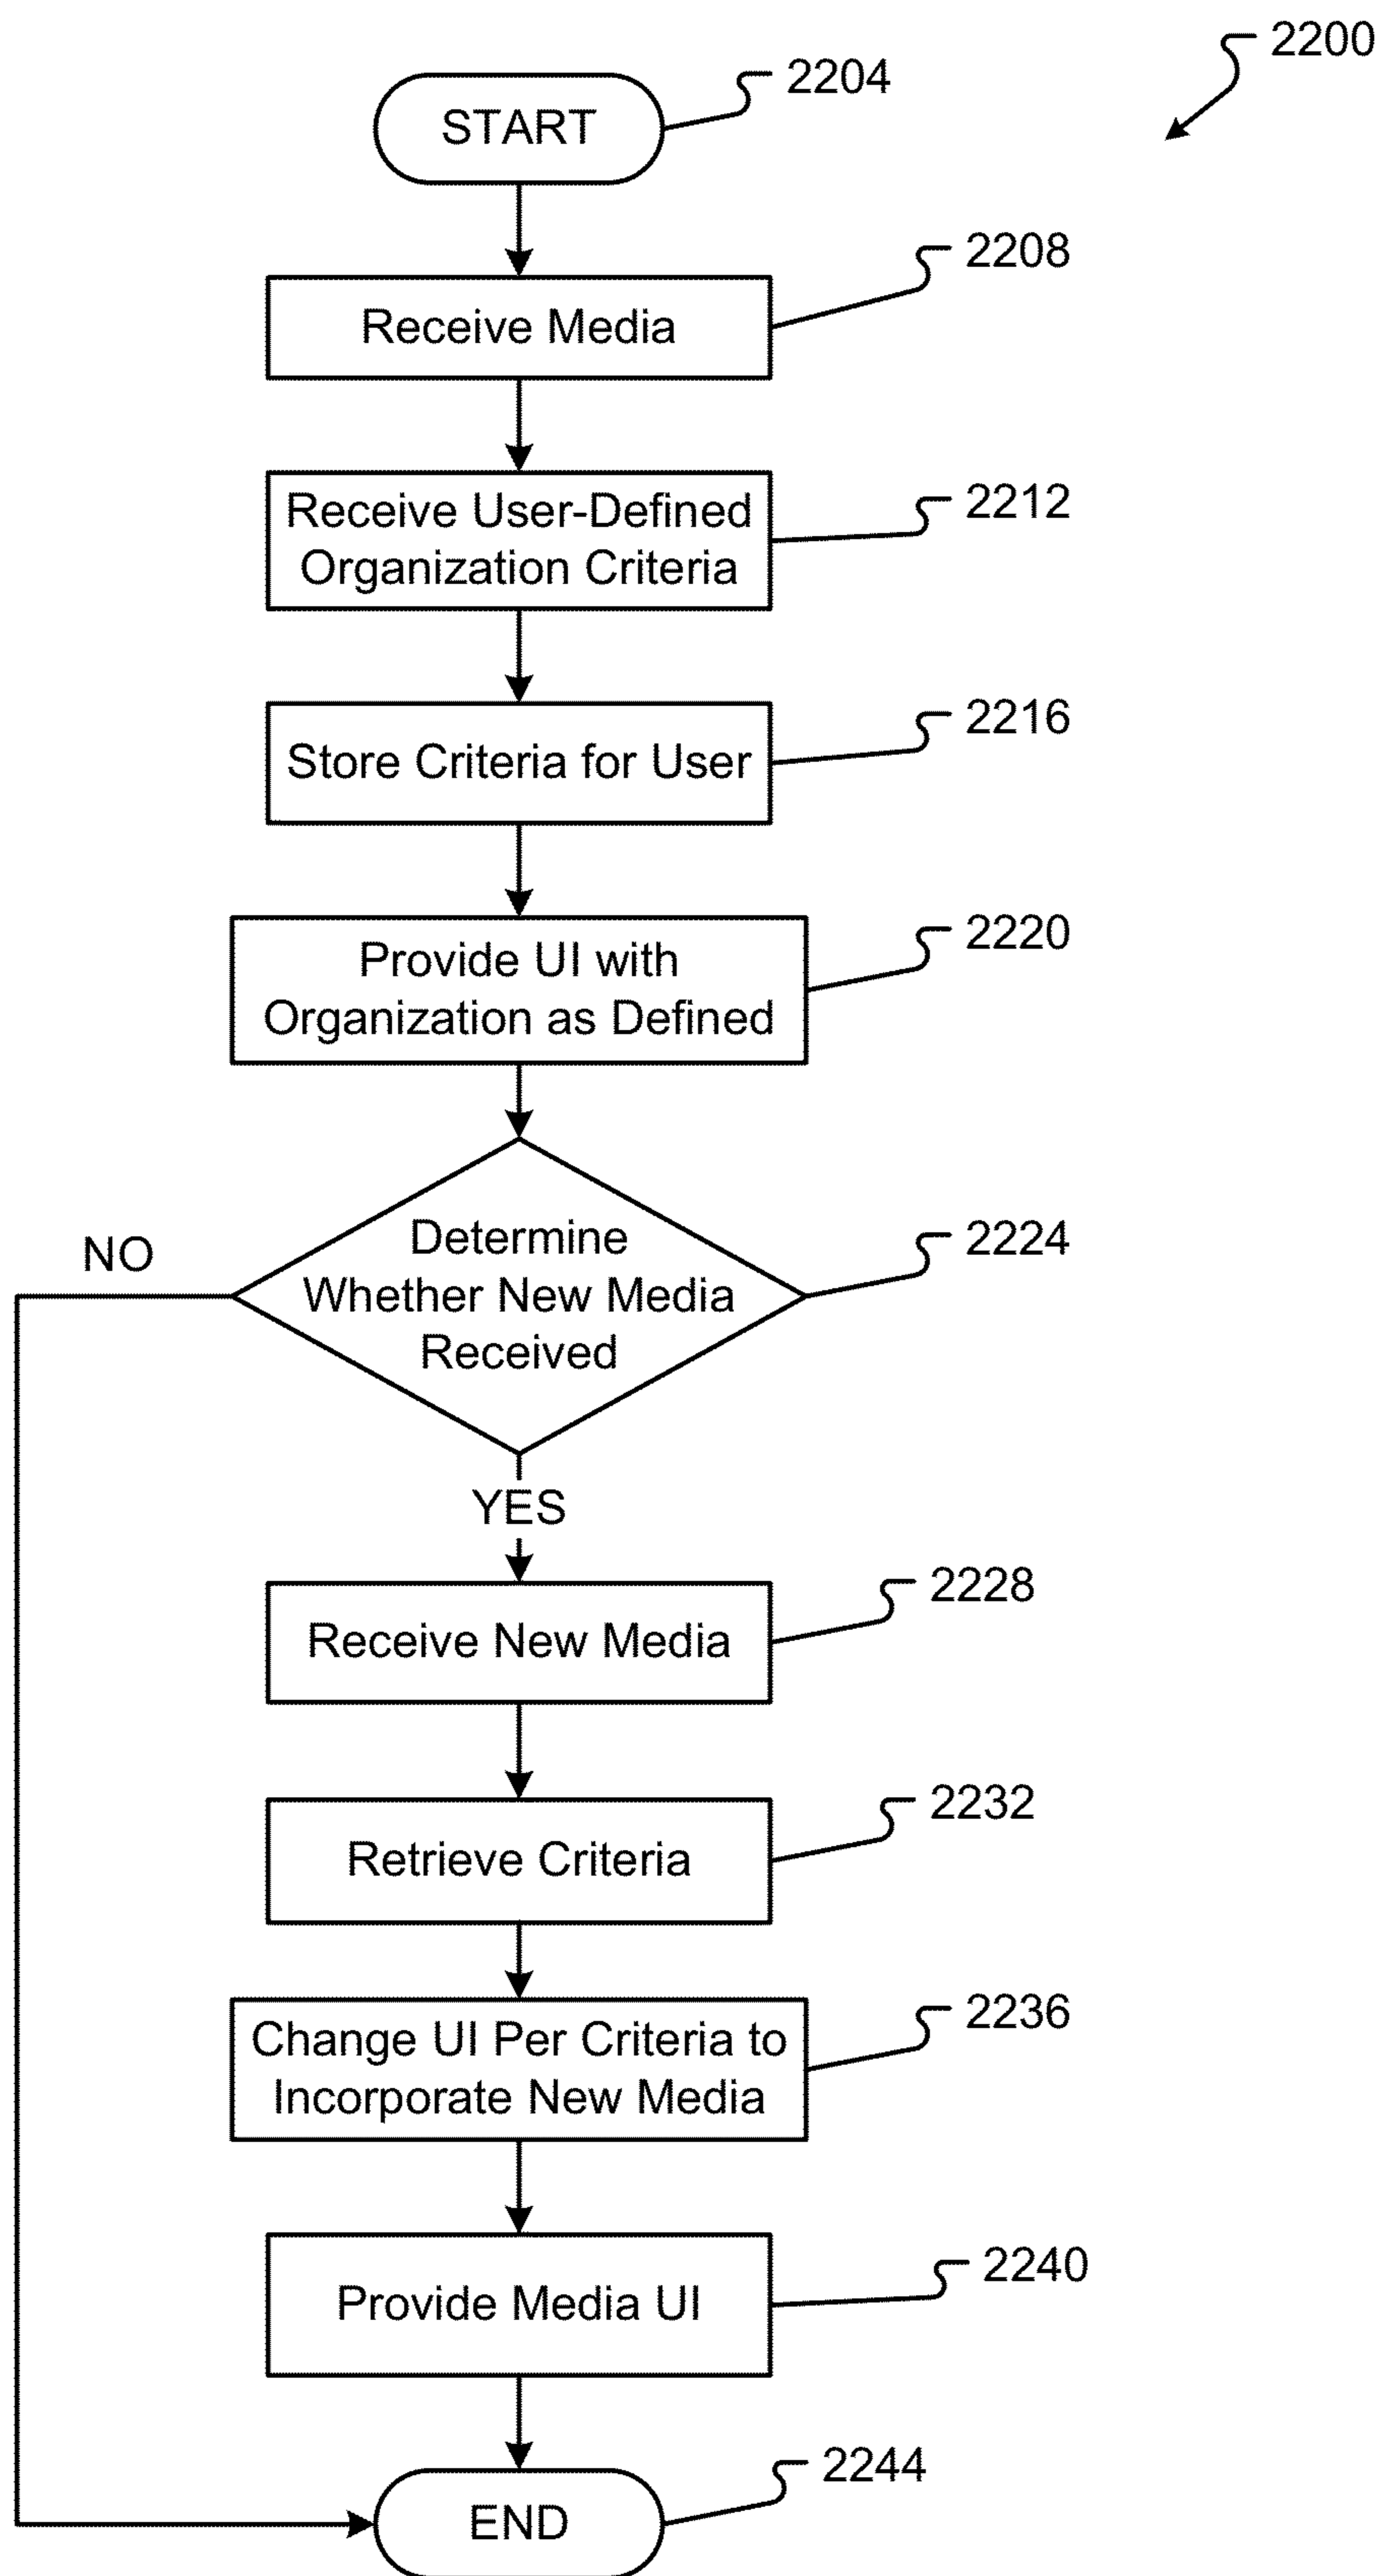 2200
2204
START
2208
Receive Media
2212
Receive User-Defined
Organization Criteria
2216
Store Criteria for User
2220
Provide UI with
Organization as Defined
2224
NO
Determine
Whether New Media
Received
YES
2228
Receive New Media
2232
Retrieve Criteria
2236
Change UI Per Criteria to
Incorporate New Media
2240
Provide Media UI
2244
END